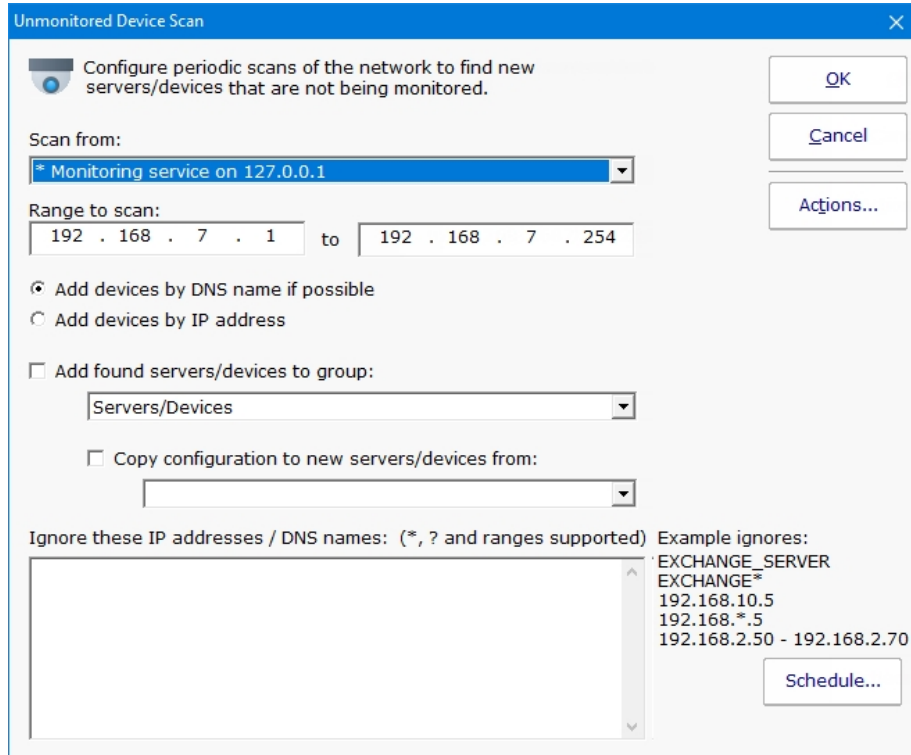 Unmonitored Device Scan
Configure periodic scans of the network to find new
servers/devices that are not being monitored.
OK
Cancel
Actions...
Scan from:
* Monitoring service on 127.0.0.1
Range to scan:
192 . 168 . 7 . 1 to 192 . 168 . 7 . 254
Add devices by DNS name if possible
Add devices by IP address
Add found servers/devices to group:
Servers/Devices
Copy configuration to new servers/devices from:
Ignore these IP addresses / DNS names: (*, ? and ranges supported)
Example ignores:
EXCHANGE_SERVER
EXCHANGE*
192.168.10.5
192.168.*.5
192.168.2.50 - 192.168.2.70
Schedule...